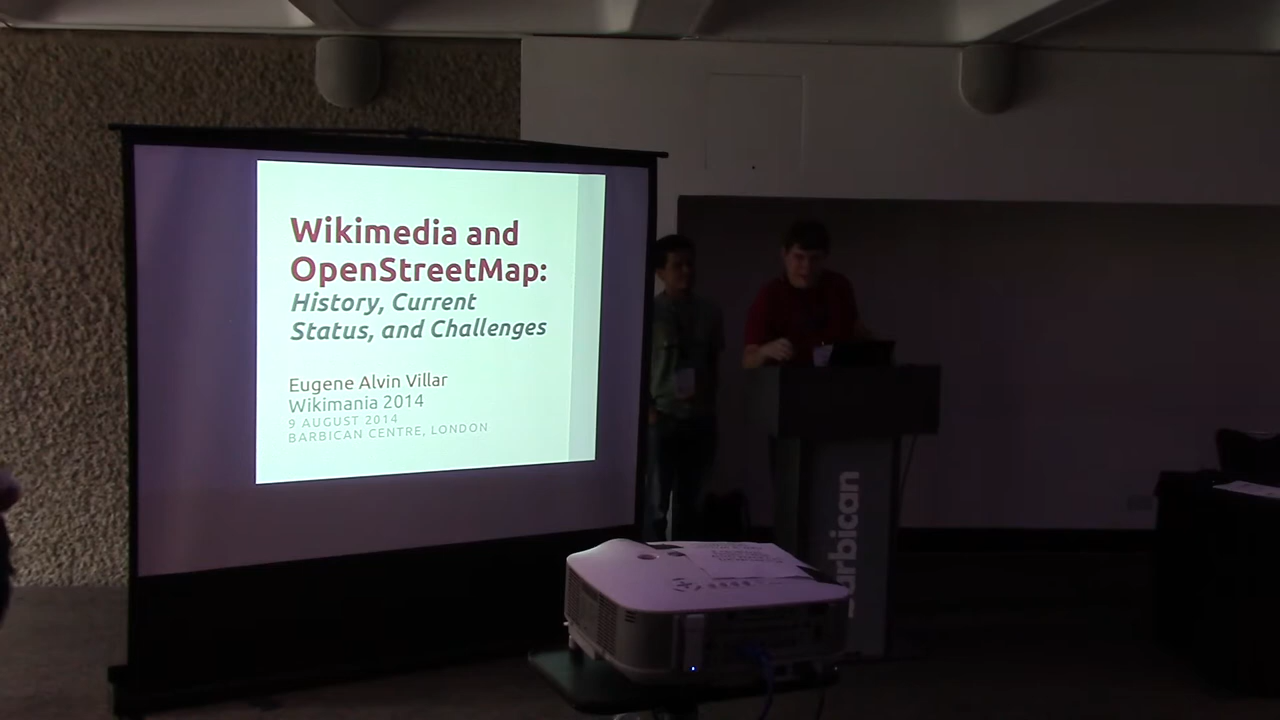 Wikimedia and
OpenStreetMap:
History, Current
Status, and Challenges
Eugene Alvin Villar
Wikimania 2014
9 AUGUST 2014
BARBICAN CENTRE, LONDON
barbican